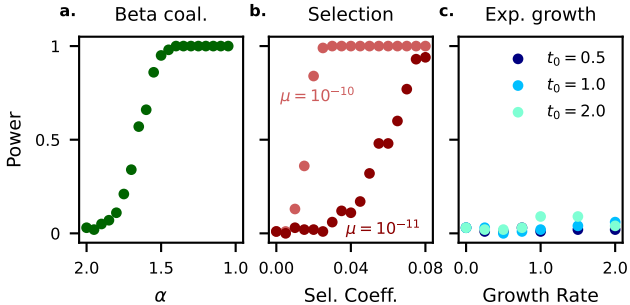 a. Beta coal.
b. Selection
c. Exp. growth
Power
1
0.5
0
2.0 1.5 1.0
α
μ = 10⁻¹⁰
μ = 10⁻¹¹
0.00 0.04 0.08
Sel. Coeff.
t₀ = 0.5
t₀ = 1.0
t₀ = 2.0
0.0 1.0 2.0
Growth Rate